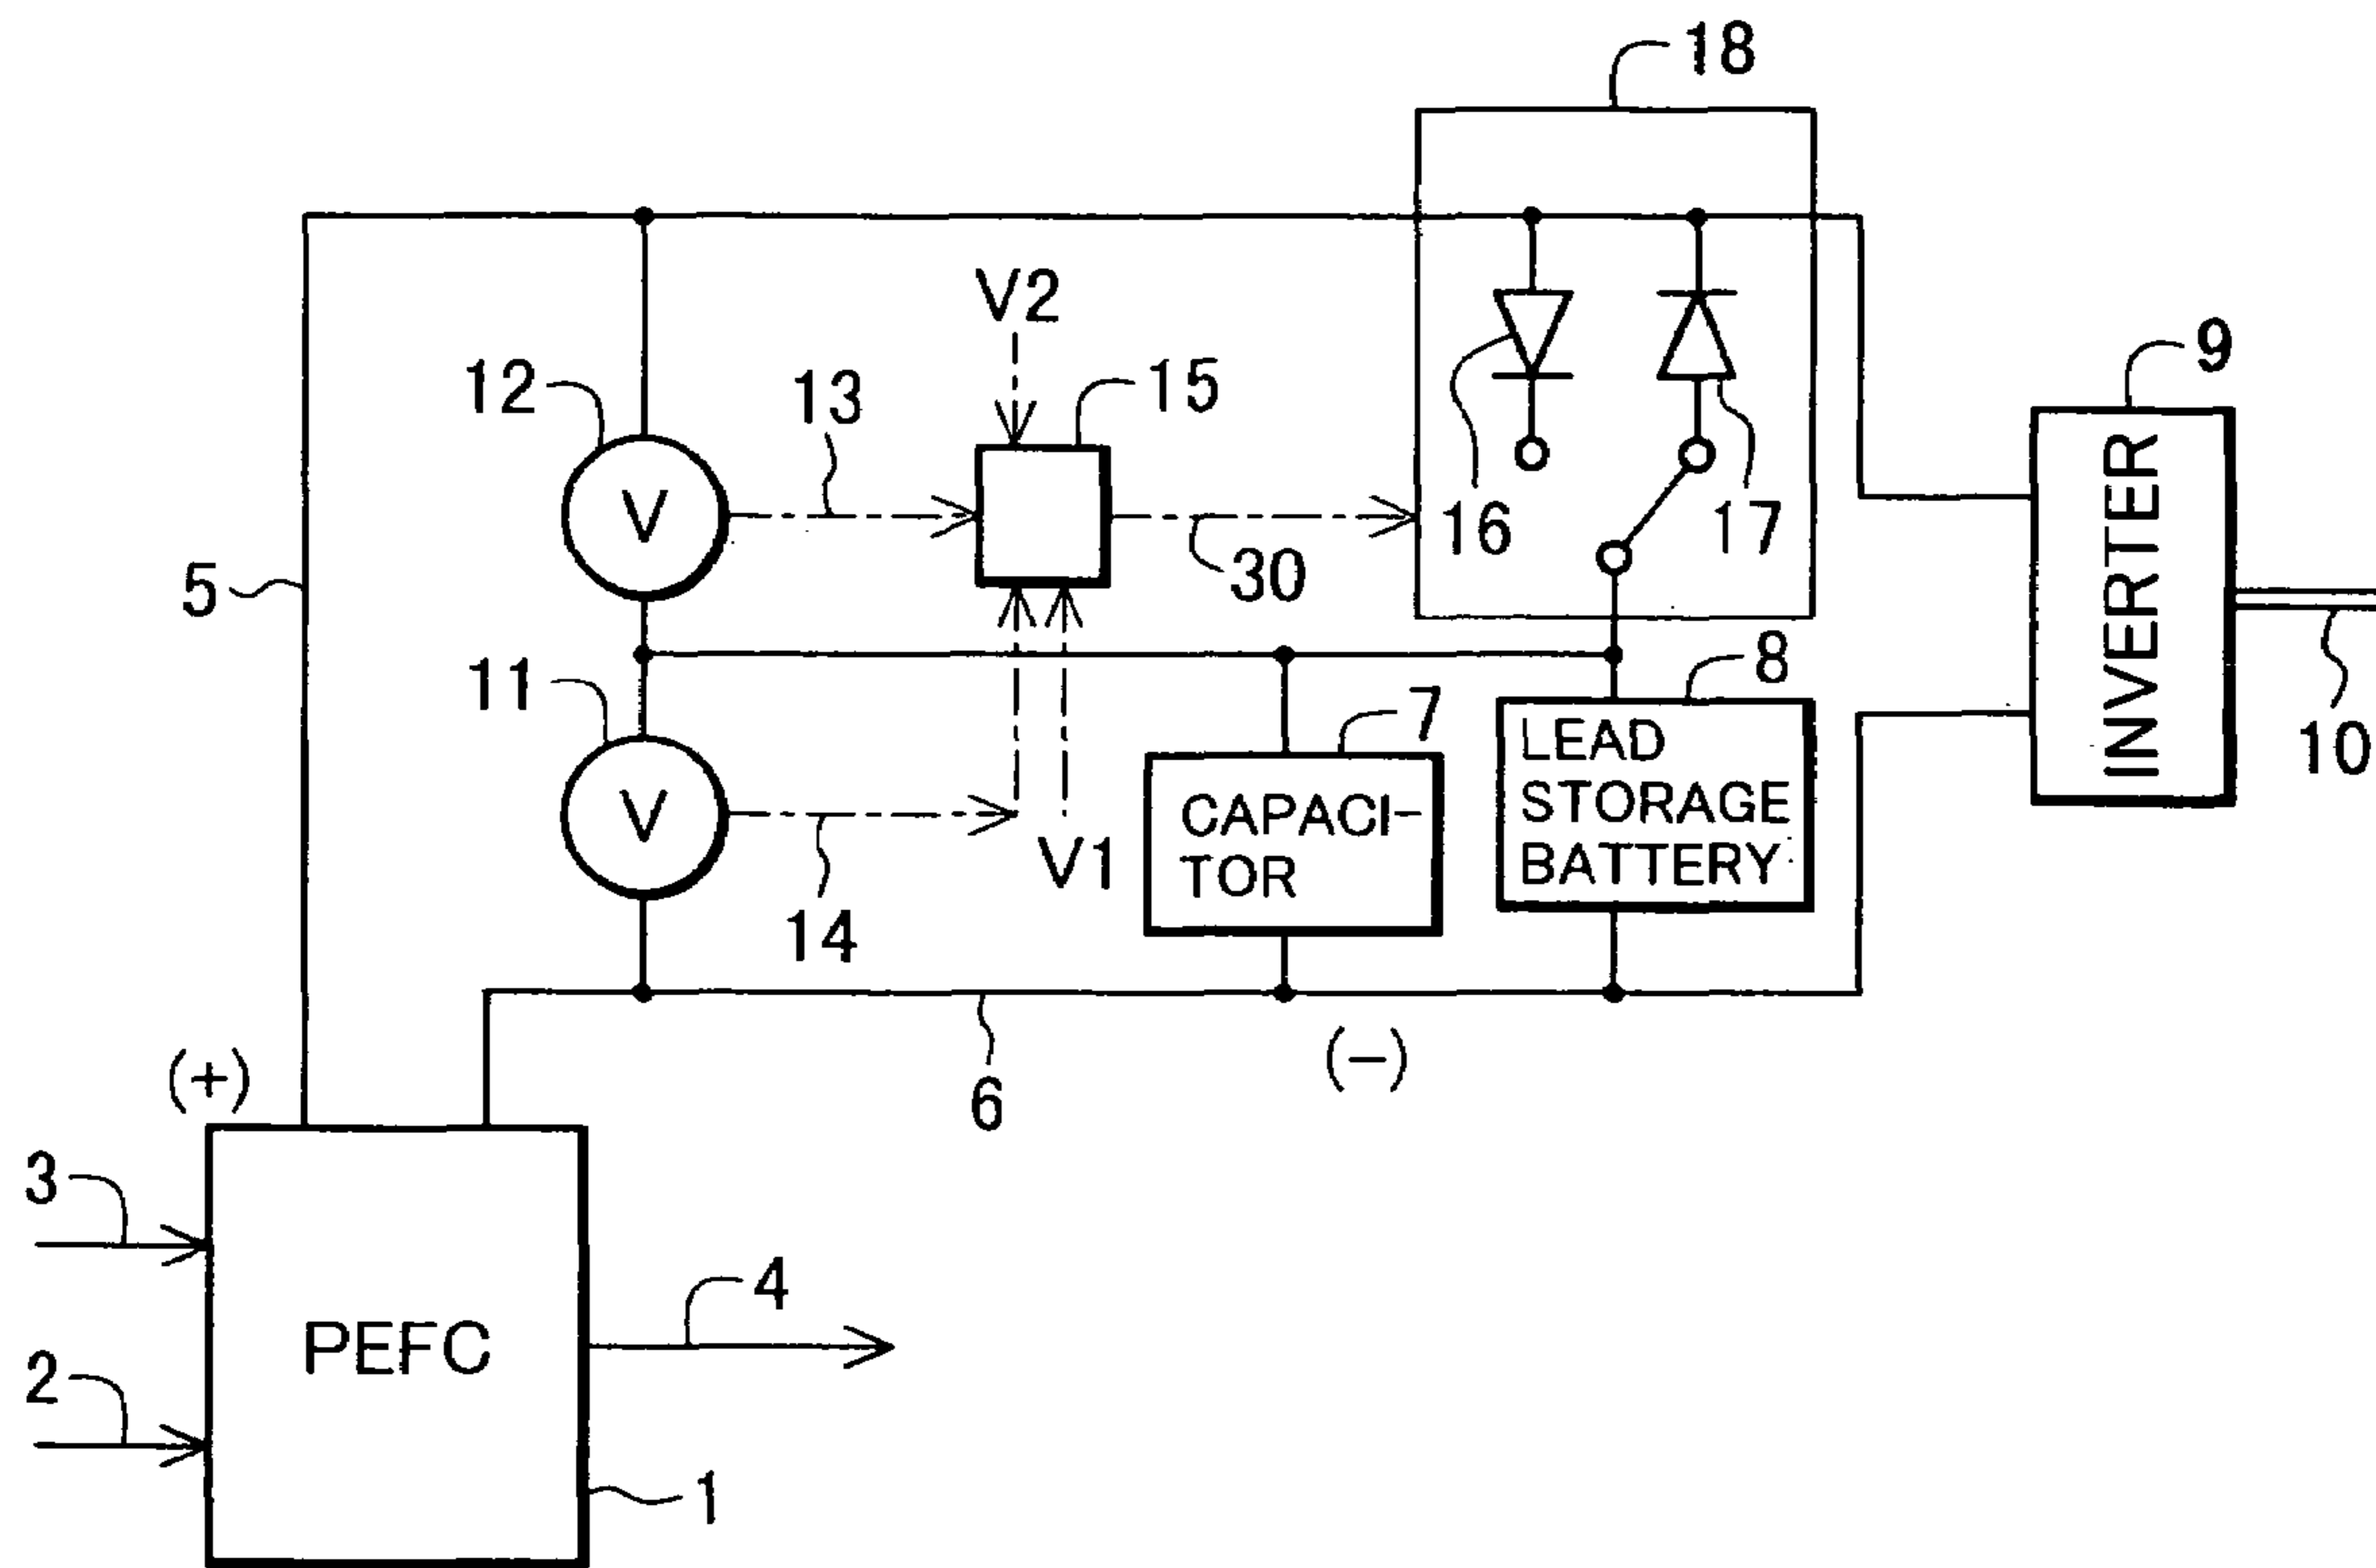 18
V2
9
12
13
15
V
16
17
INVERTER
5
30
11
8
7
LEAD
STORAGE
BATTERY
10
V
CAPACI-
TOR
V1
14
(+)
6
(−)
3
4
PEFC
2
1